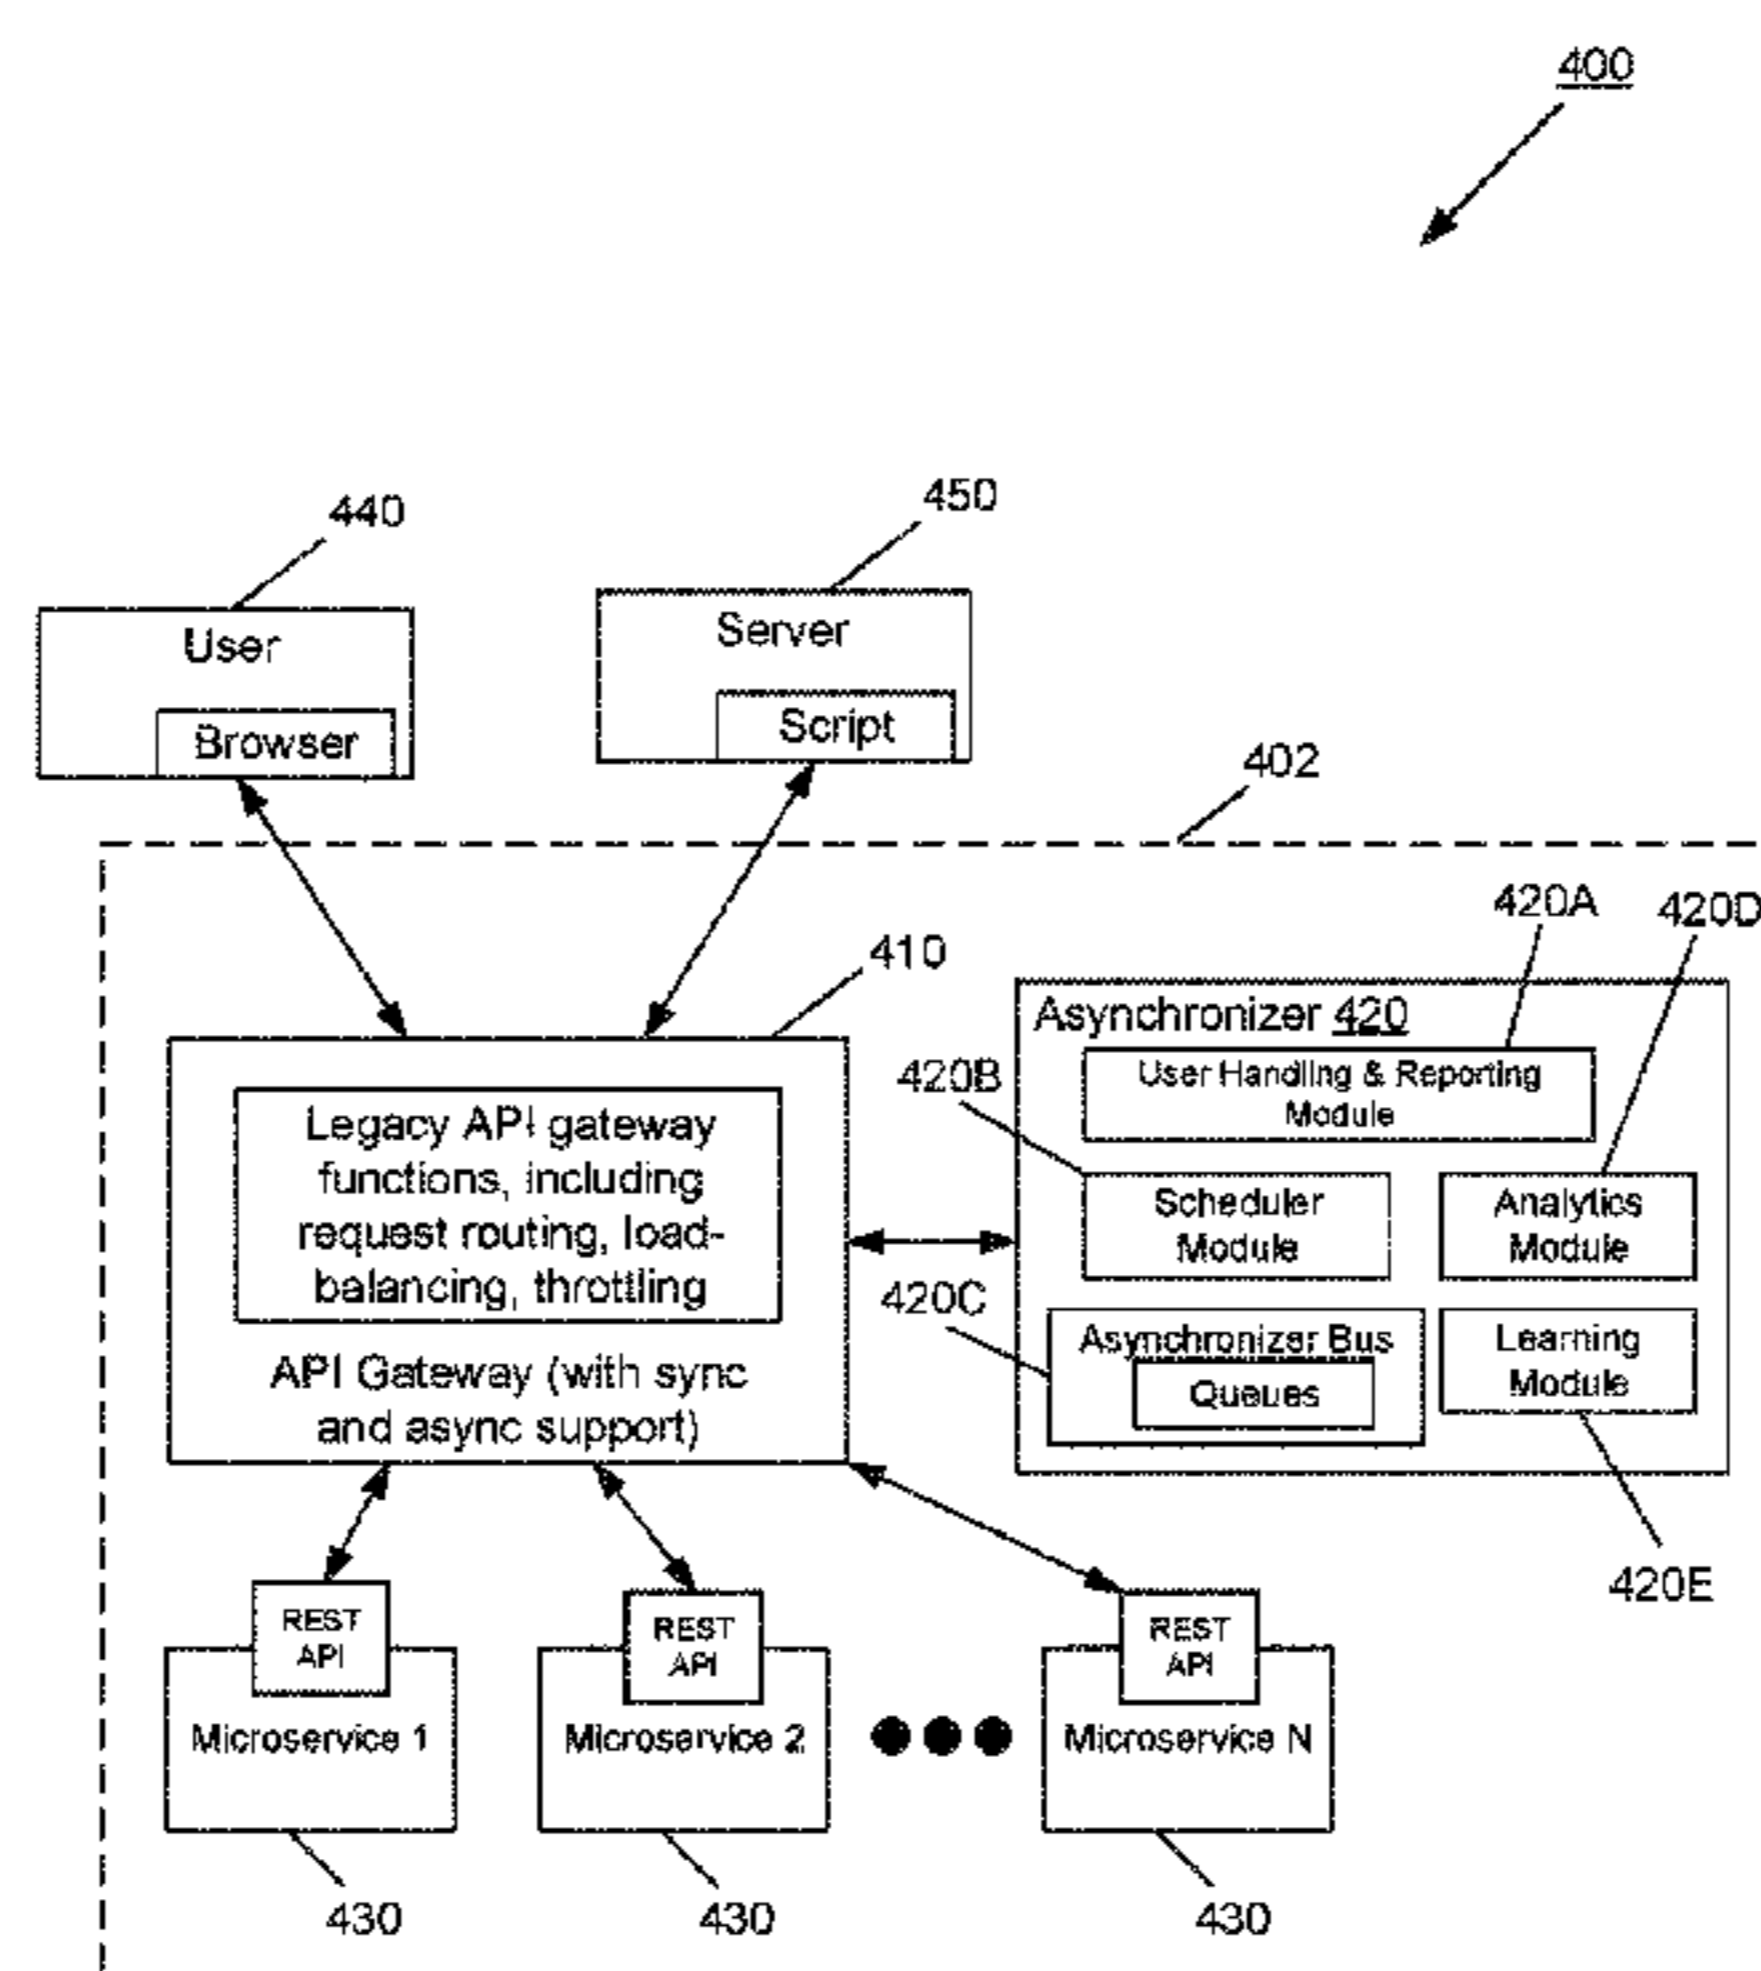 400
440
450
User
Browser
Server
Script
402
420A
420D
410
Asynchronizer 420
User Handling & Reporting
Module
420B
Legacy API gateway
functions, including
request routing, load-
balancing, throttling
Scheduler
Module
Analytics
Module
420C
Asynchronizer Bus
Queues
Learning
Module
API Gateway (with sync
and async support)
420E
REST
API
Microservice 1
REST
API
Microservice 2
REST
API
Microservice N
430
430
430